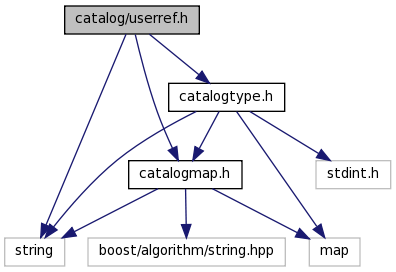 catalog/userref.h
catalogtype.h
catalogmap.h
stdint.h
string
boost/algorithm/string.hpp
map